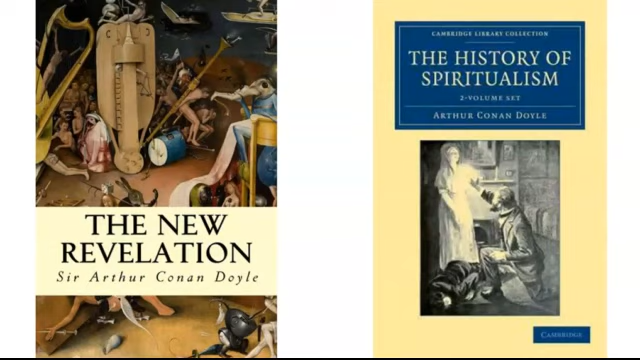 THE NEW
REVELATION
Sir Arthur Conan Doyle
CAMBRIDGE LIBRARY COLLECTION
THE HISTORY OF
SPIRITUALISM
2-VOLUME SET
ARTHUR CONAN DOYLE
CAMBRIDGE